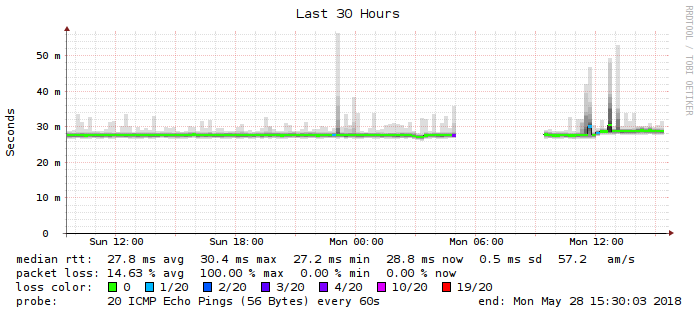 Last 30 Hours
RRDTOOL / TOBI OETIKER
Seconds
50 m
40 m
30 m
20 m
10 m
0
Sun 12:00 Sun 18:00 Mon 00:00 Mon 06:00 Mon 12:00
median rtt: 27.8 ms avg 30.4 ms max 27.2 ms min 28.8 ms now 0.5 ms sd 57.2 am/s
packet loss: 14.63 % avg 100.00 % max 0.00 % min 0.00 % now
loss color: 0 1/20 2/20 3/20 4/20 10/20 19/20
probe: 20 ICMP Echo Pings (56 Bytes) every 60s end: Mon May 28 15:30:03 2018